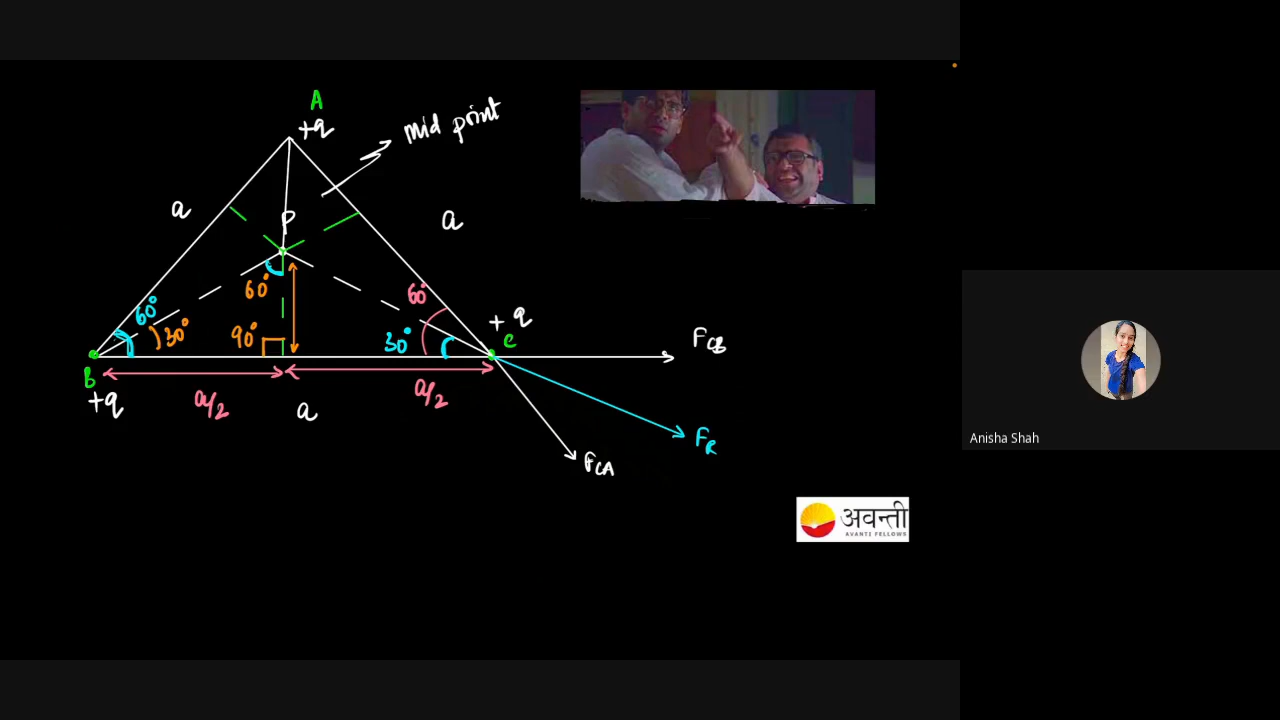 A
+q
mid point
a
P
a
60°
60°
60°
30°
90°
30°
+ q
C
F_CB
B
+q
a/2
a
a/2
F_R
F_CA
अवन्ती
AVANTI FELLOWS
Anisha Shah